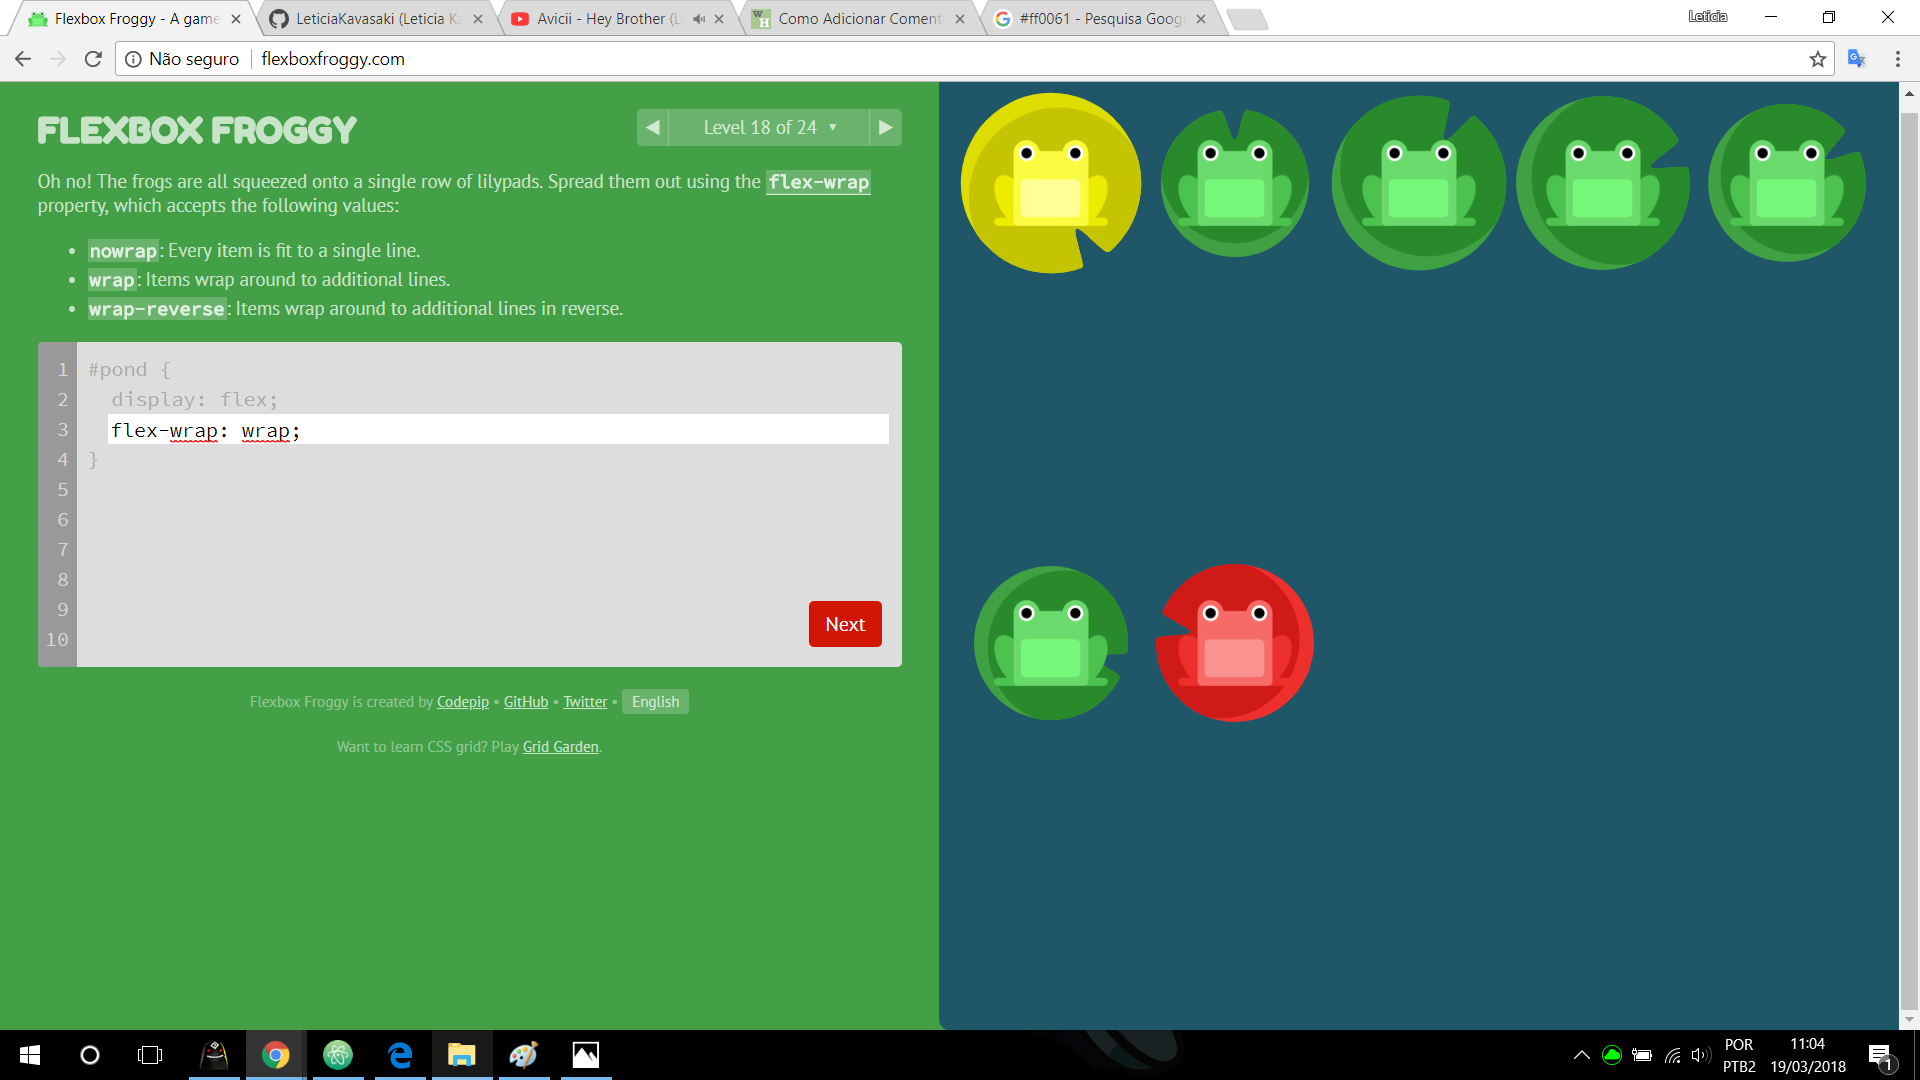 Flexbox Froggy - A game
LeticiaKavasaki (Leticia K
Avicii - Hey Brother (L
Como Adicionar Coment
#ff0061 - Pesquisa Goog
Leticia
Não seguro
flexboxfroggy.com
FLEXBOX FROGGY
Level 18 of 24 ▼
Oh no! The frogs are all squeezed onto a single row of lilypads. Spread them out using the flex-wrap
property, which accepts the following values:
• nowrap: Every item is fit to a single line.
• wrap: Items wrap around to additional lines.
• wrap-reverse: Items wrap around to additional lines in reverse.
1 #pond {
2 display: flex;
3 flex-wrap: wrap;
4 }
5
6
7
8
9
10
Next
Flexbox Froggy is created by Codepip • GitHub • Twitter • English
Want to learn CSS grid? Play Grid Garden.
POR
PTB2
11:04
19/03/2018
1